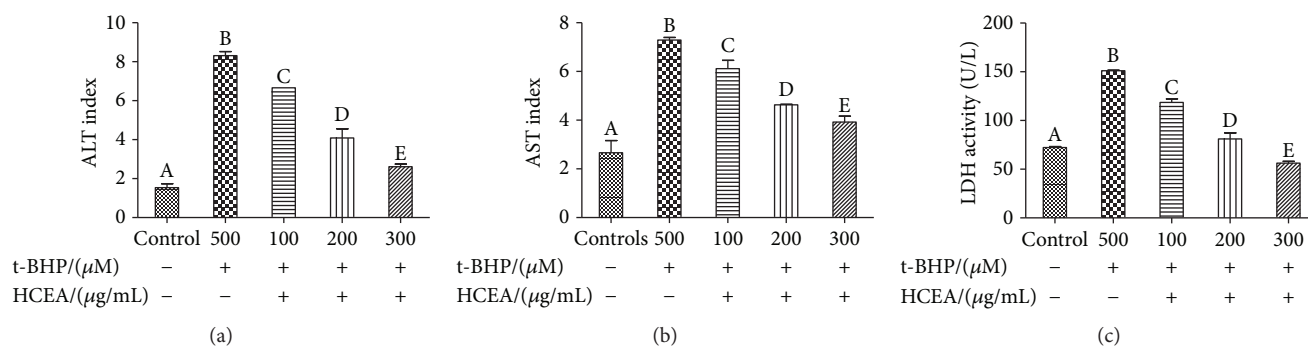 10
8
6
4
2
0
ALT index
A
B
C
D
E
Control 500 100 200 300
t-BHP/(μM) − + + + +
HCEA/(μg/mL) − − + + +
(a)
8
6
4
2
0
AST index
A
B
C
D
E
Controls 500 100 200 300
t-BHP/(μM) − + + + +
HCEA/(μg/mL) − − + + +
(b)
200
150
100
50
0
LDH activity (U/L)
A
B
C
D
E
Control 500 100 200 300
t-BHP/(μM) − + + + +
HCEA/(μg/mL) − − + + +
(c)